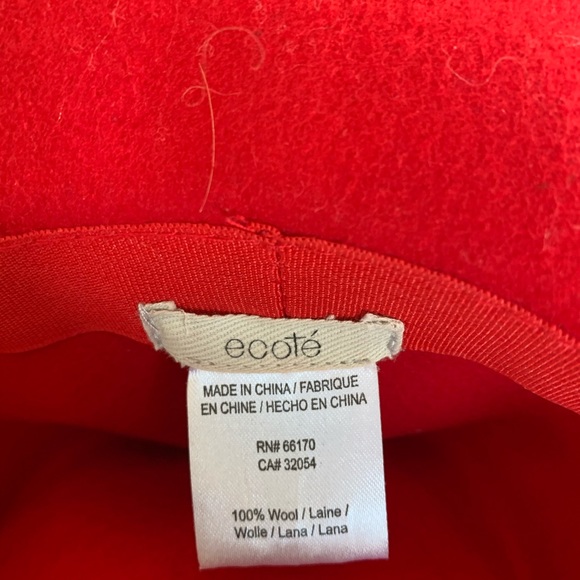 ecoté
MADE IN CHINA / FABRIQUE
EN CHINE / HECHO EN CHINA
RN# 66170
CA# 32054
100% Wool / Laine /
Wolle / Lana / Lana